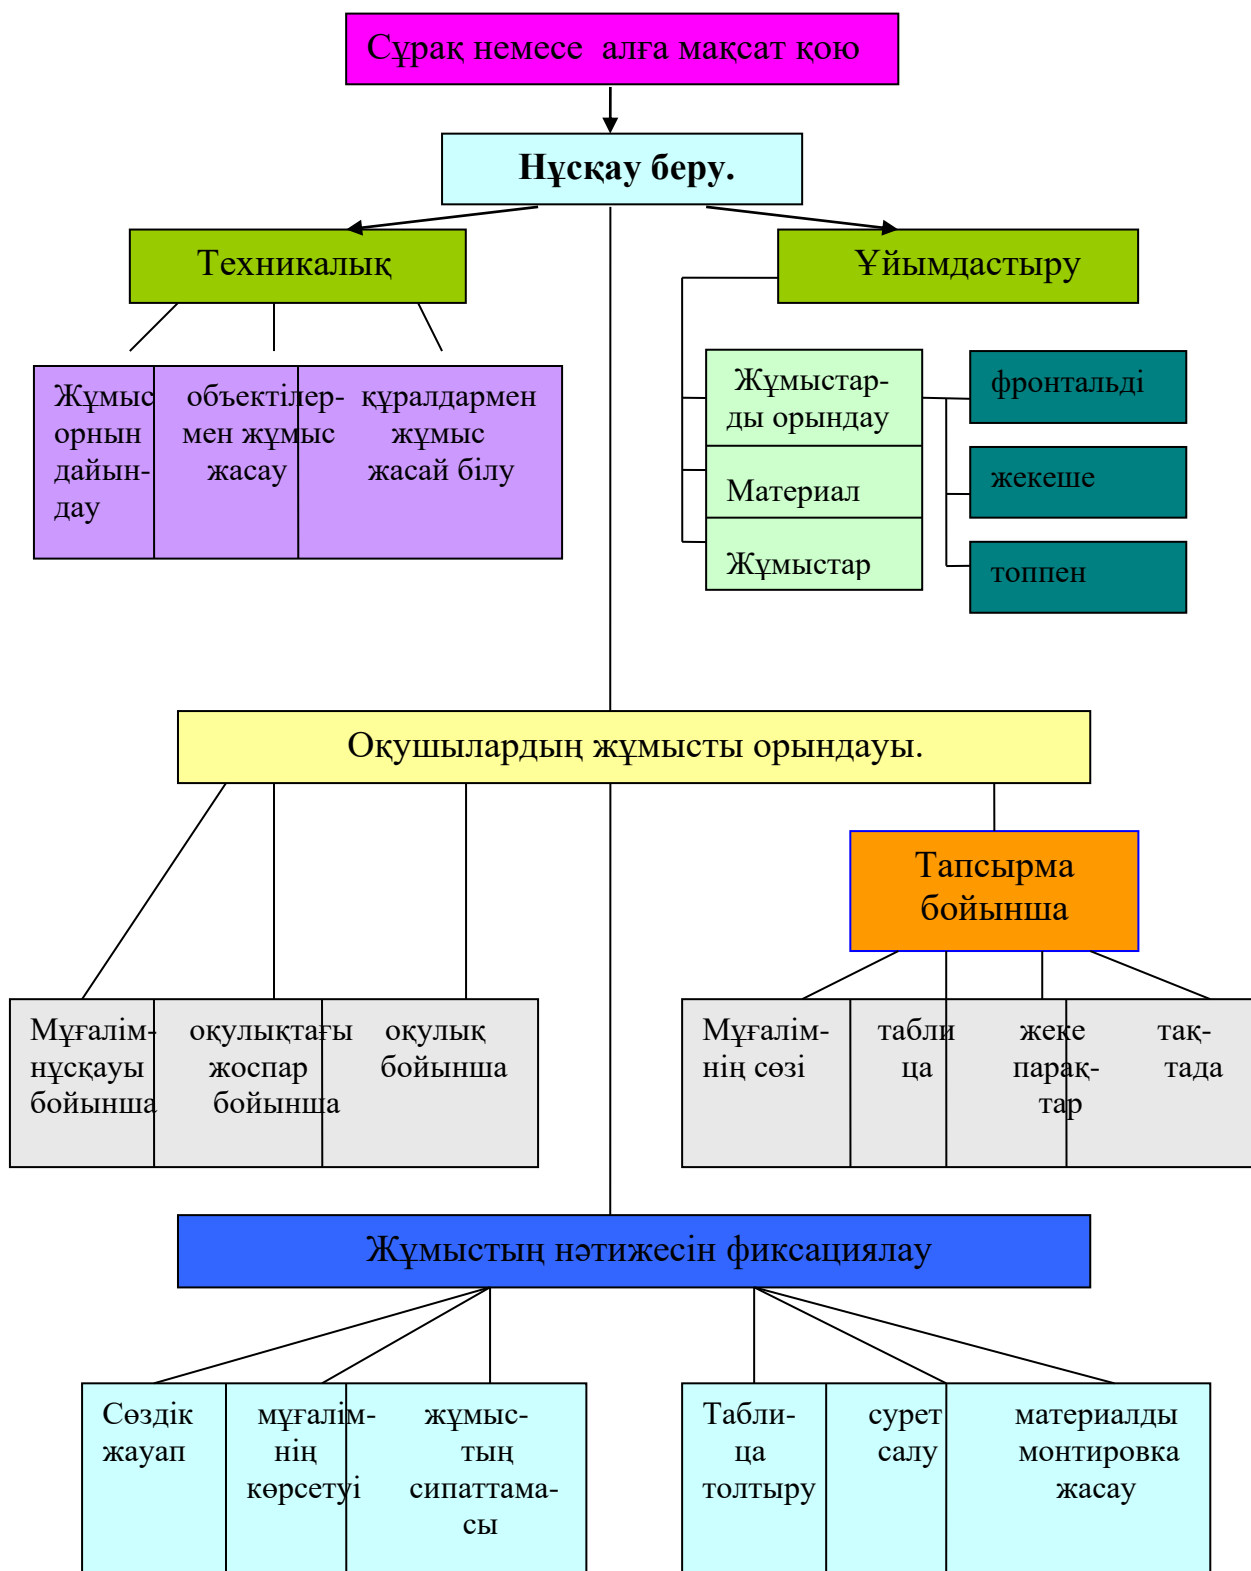 Сұрақ немесе алға мақсат қою
Нұсқау беру.
Техникалық
Ұйымдастыру
Жұмыс
орнын
дайын-
дау
объектілер-
мен жұмыс
жасау
құралдармен
жұмыс
жасай білу
Жұмыстар-
ды орындау
Материал
Жұмыстар
фронтальді
жекеше
топпен
Оқушылардың жұмысты орындауы.
Тапсырма
бойынша
Мұғалім-
нұсқауы
бойынша
оқулықтағы
жоспар
бойынша
оқулық
бойынша
Мұғалім-
нің сөзі
табли
ца
жеке
парақ-
тар
тақ-
тада
Жұмыстың нәтижесін фиксациялау
Сөздік
жауап
мұғалім-
нің
көрсетуі
жұмыс-
тың
сипаттама-
сы
Табли-
ца
толтыру
сурет
салу
материалды
монтировка
жасау